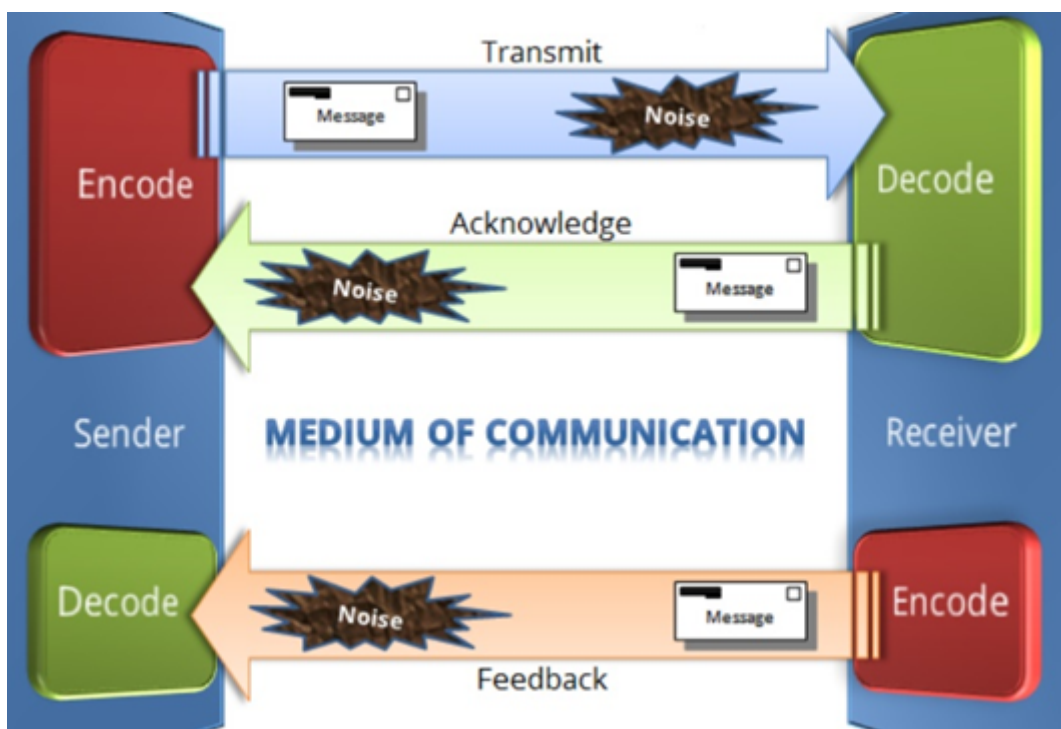 Transmit
Message
Noise
Encode
Decode
Acknowledge
Noise
Message
Sender
MEDIUM OF COMMUNICATION
Receiver
Decode
Noise
Message
Encode
Feedback